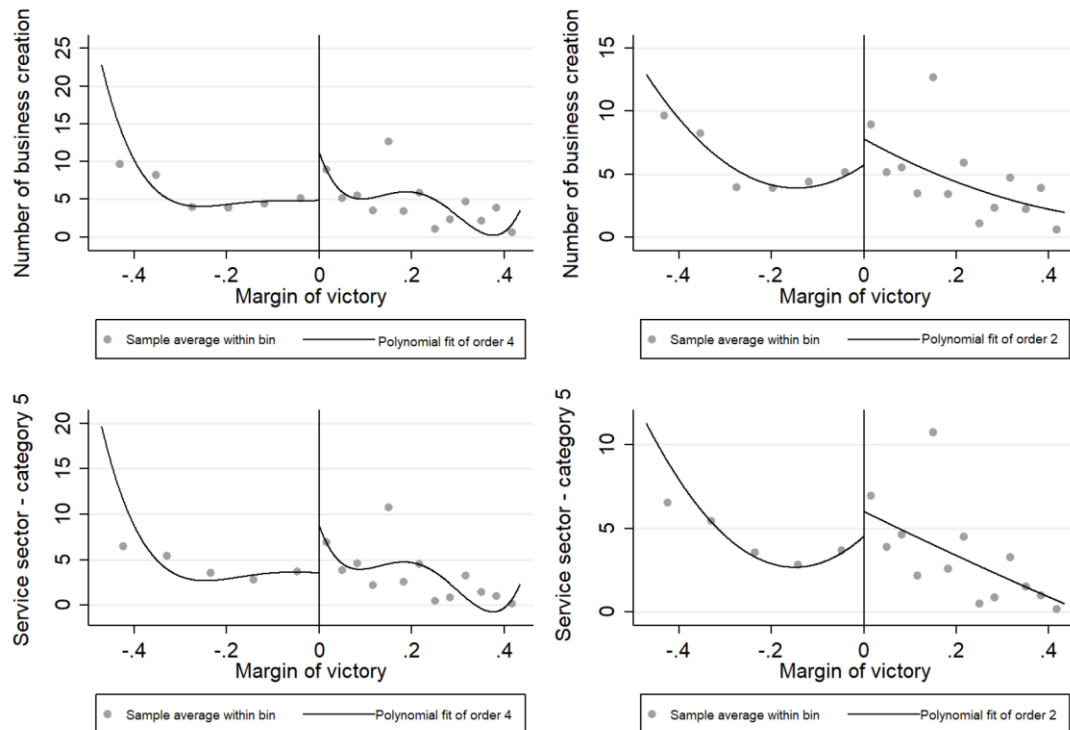 Number of business creation
25
20
15
10
5
0
-.4 -.2 0 .2 .4
Margin of victory
Sample average within bin Polynomial fit of order 4
Number of business creation
15
10
5
0
-.4 -.2 0 .2 .4
Margin of victory
Sample average within bin Polynomial fit of order 2
Service sector - category 5
20
15
10
5
0
-.4 -.2 0 .2 .4
Margin of victory
Sample average within bin Polynomial fit of order 4
Service sector - category 5
10
5
0
-.4 -.2 0 .2 .4
Margin of victory
Sample average within bin Polynomial fit of order 2